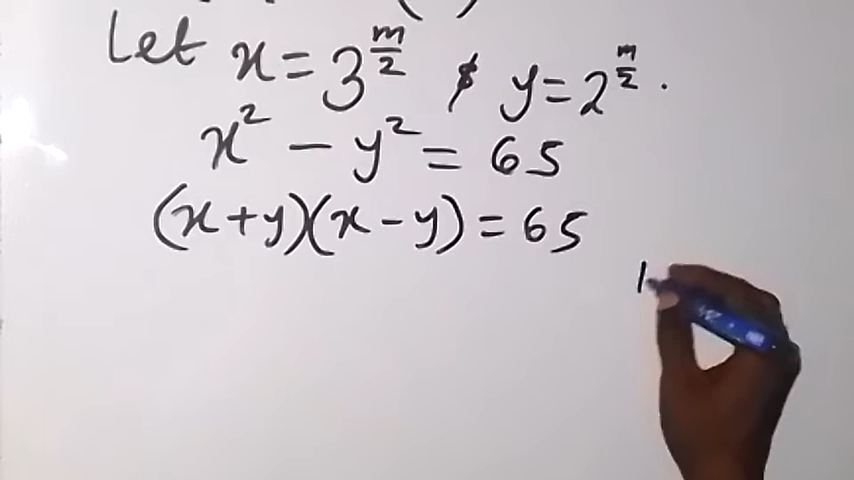 Let x = 3^(m/2) & y = 2^(m/2).
x² − y² = 65
(x + y)(x − y) = 65